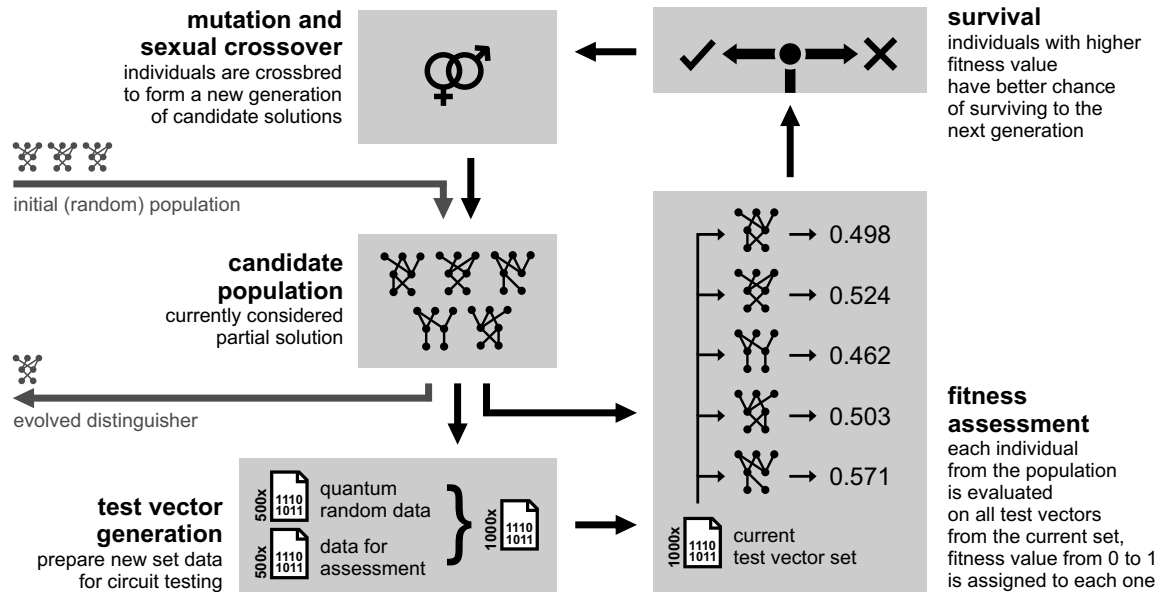 mutation and
sexual crossover
individuals are crossbred
to form a new generation
of candidate solutions
survival
individuals with higher
fitness value
have better chance
of surviving to the
next generation
initial (random) population
candidate
population
currently considered
partial solution
evolved distinguisher
0.498
0.524
0.462
0.503
0.571
1000x
1110
1011
current
test vector set
fitness
assessment
each individual
from the population
is evaluated
on all test vectors
from the current set,
fitness value from 0 to 1
is assigned to each one
test vector
generation
prepare new set data
for circuit testing
500x
1110
1011
quantum
random data
500x
1110
1011
data for
assessment
1000x
1110
1011